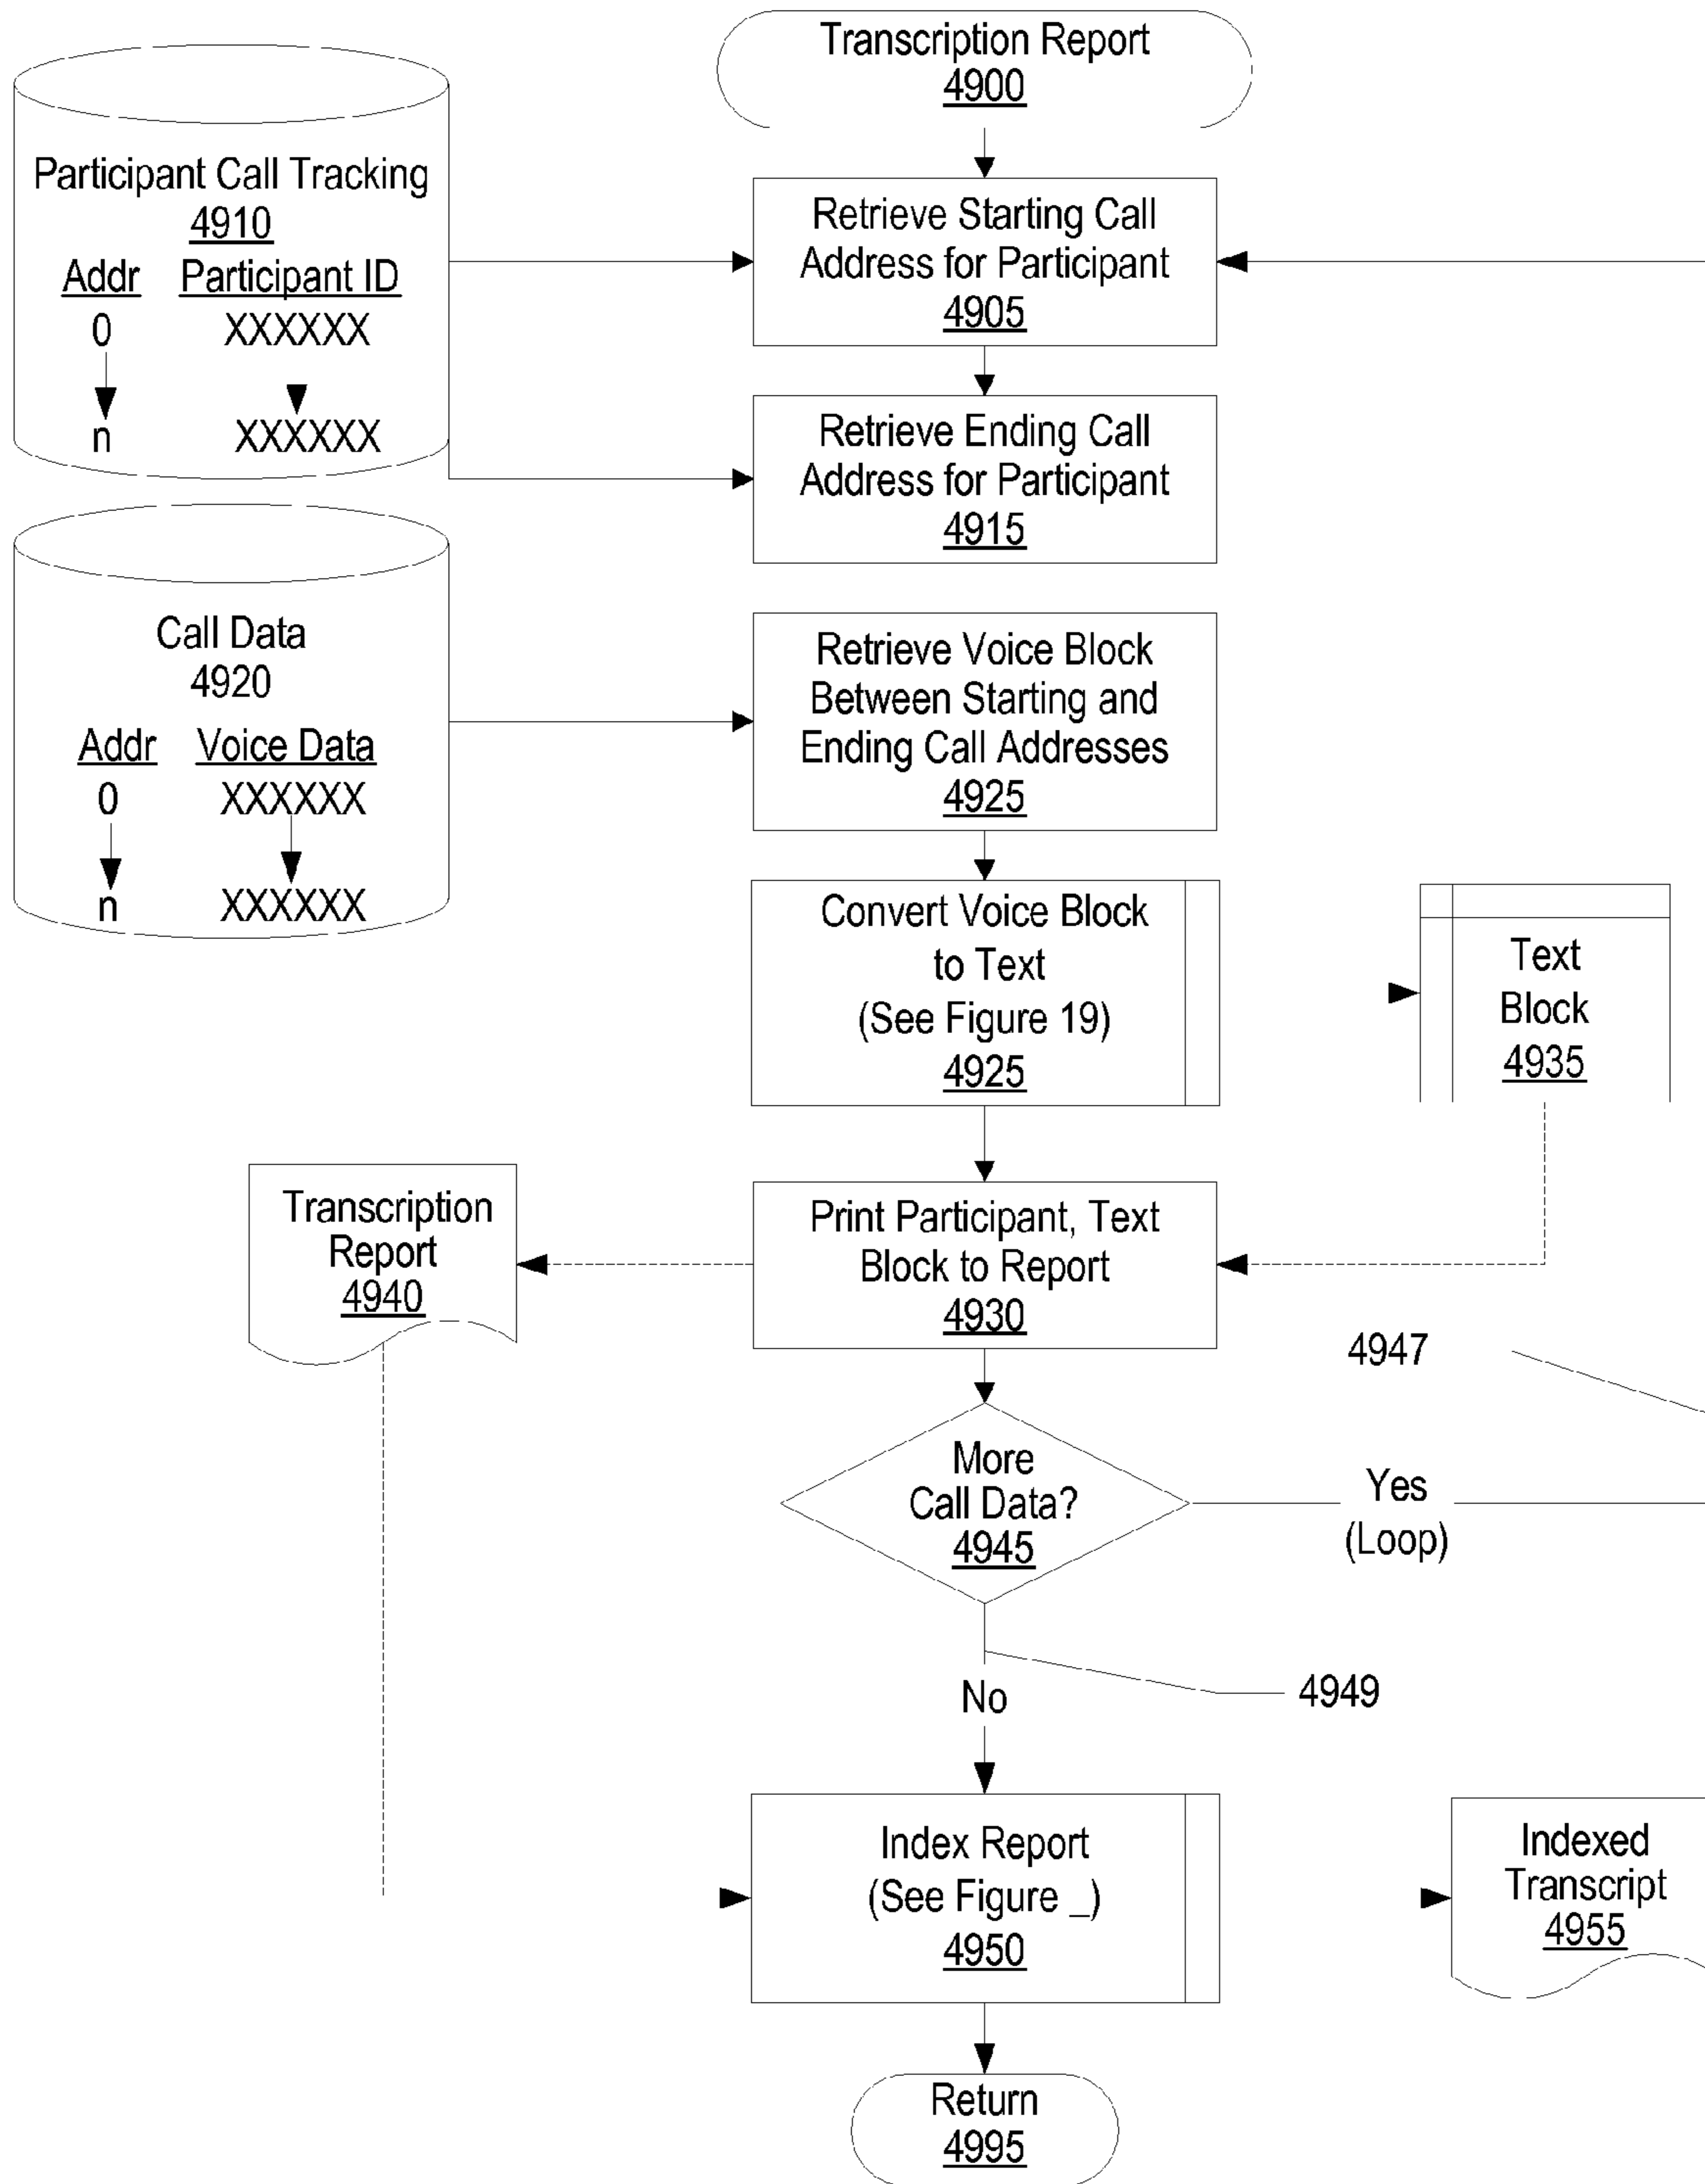 Transcription Report
4900
Participant Call Tracking
4910
Addr Participant ID
0 XXXXXX
n XXXXXX
Retrieve Starting Call
Address for Participant
4905
Retrieve Ending Call
Address for Participant
4915
Call Data
4920
Addr Voice Data
0 XXXXXX
n XXXXXX
Retrieve Voice Block
Between Starting and
Ending Call Addresses
4925
Convert Voice Block
to Text
(See Figure 19)
4925
Text
Block
4935
Transcription
Report
4940
Print Participant, Text
Block to Report
4930
4947
More
Call Data?
4945
Yes
(Loop)
No
4949
Index Report
(See Figure _)
4950
Indexed
Transcript
4955
Return
4995